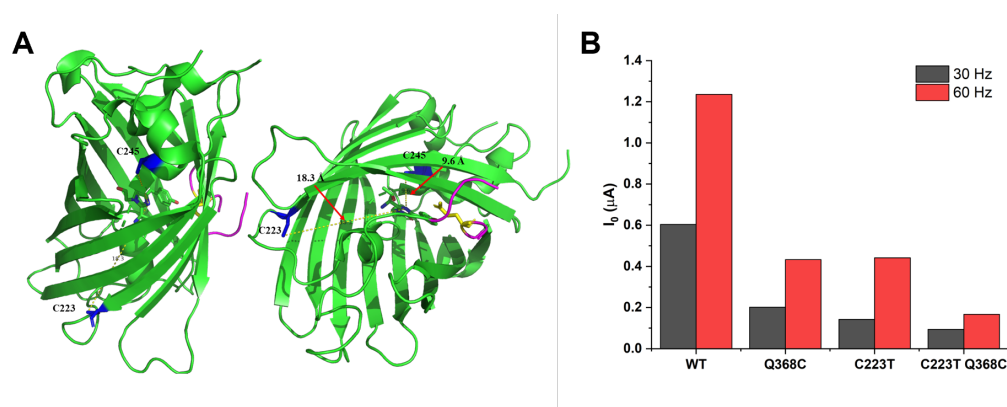 A
C245
C223
C245
9.6 Å
18.3 Å
C223
B
30 Hz
60 Hz
I0 (μA)
1.4
1.2
1.0
0.8
0.6
0.4
0.2
0.0
WT
Q368C
C223T
C223T Q368C